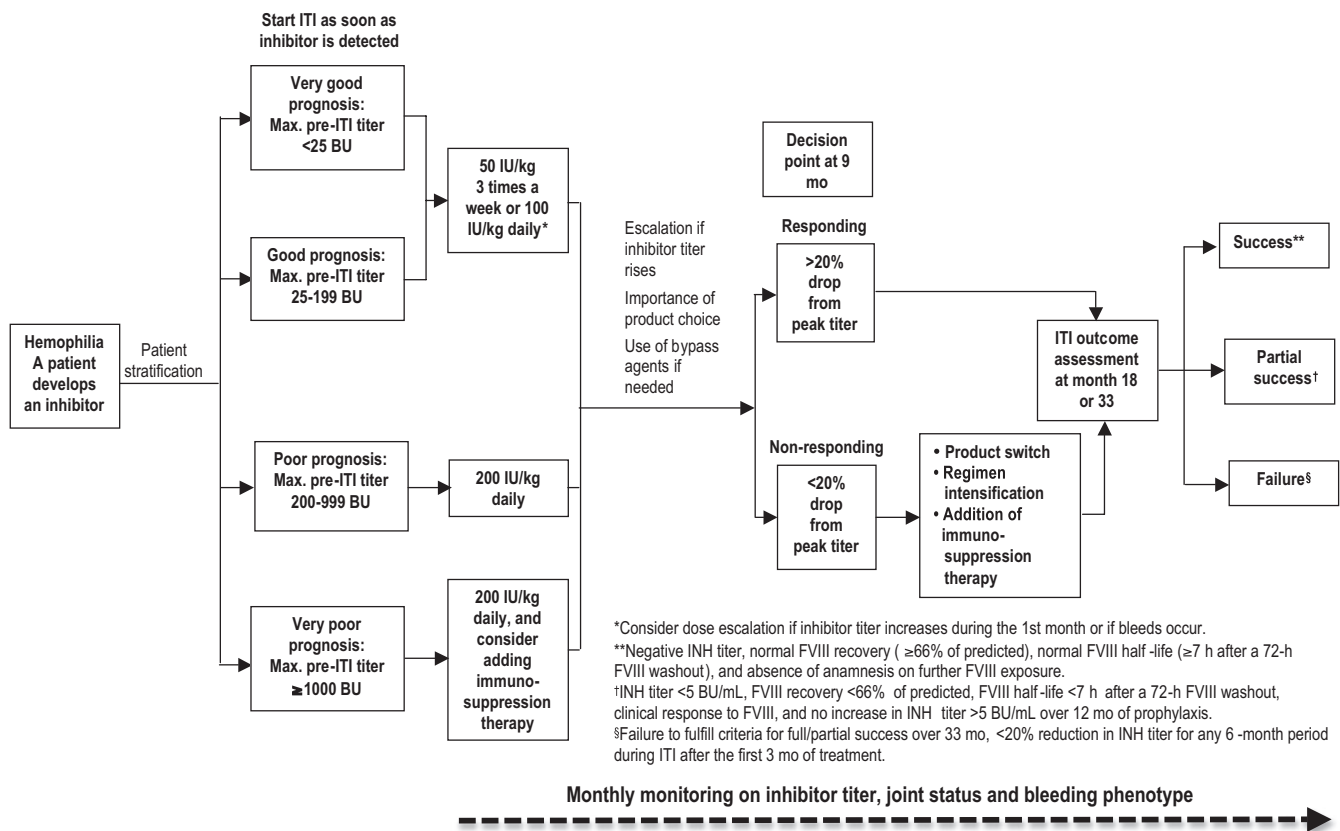 Start ITI as soon as
inhibitor is detected
Very good
prognosis:
Max. pre-ITI titer
<25 BU
Good prognosis:
Max. pre-ITI titer
25-199 BU
Hemophilia
A patient
develops
an inhibitor
Patient
stratification
Poor prognosis:
Max. pre-ITI titer
200-999 BU
Very poor
prognosis:
Max. pre-ITI titer
≥1000 BU
50 IU/kg
3 times a
week or 100
IU/kg daily*
200 IU/kg
daily
200 IU/kg
daily, and
consider
adding
immuno-
suppression
therapy
Escalation if
inhibitor titer
rises
Importance of
product choice
Use of bypass
agents if
needed
Decision
point at 9
mo
Responding
>20%
drop
from
peak titer
Non-responding
<20%
drop
from
peak titer
• Product switch
• Regimen
intensification
• Addition of
immuno-
suppression
therapy
ITI outcome
assessment
at month 18
or 33
Success**
Partial
success†
Failure§
*Consider dose escalation if inhibitor titer increases during the 1st month or if bleeds occur.
**Negative INH titer, normal FVIII recovery ( ≥66% of predicted), normal FVIII half -life (≥7 h after a 72-h
FVIII washout), and absence of anamnesis on further FVIII exposure.
†INH titer <5 BU/mL, FVIII recovery <66% of predicted, FVIII half-life <7 h after a 72-h FVIII washout,
clinical response to FVIII, and no increase in INH titer >5 BU/mL over 12 mo of prophylaxis.
§Failure to fulfill criteria for full/partial success over 33 mo, <20% reduction in INH titer for any 6 -month period
during ITI after the first 3 mo of treatment.
Monthly monitoring on inhibitor titer, joint status and bleeding phenotype